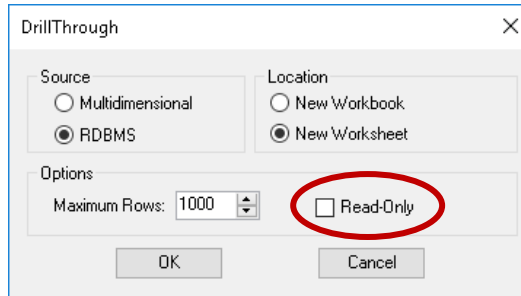 DrillThrough
Source
Multidimensional
RDBMS
Location
New Workbook
New Worksheet
Options
Maximum Rows: 1000
Read-Only
OK
Cancel